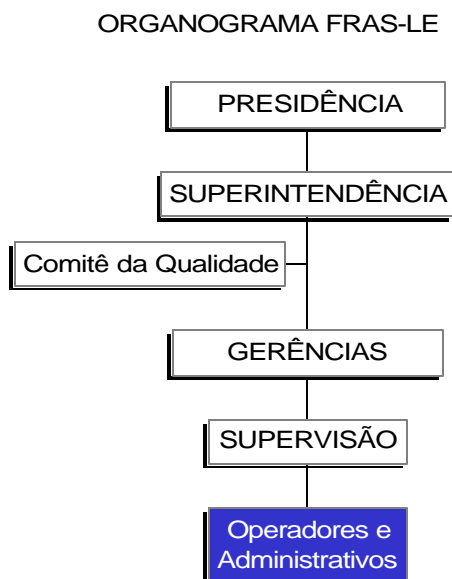 ORGANOGRAMA FRAS-LE
PRESIDÊNCIA
SUPERINTENDÊNCIA
Comitê da Qualidade
GERÊNCIAS
SUPERVISÃO
Operadores e
Administrativos